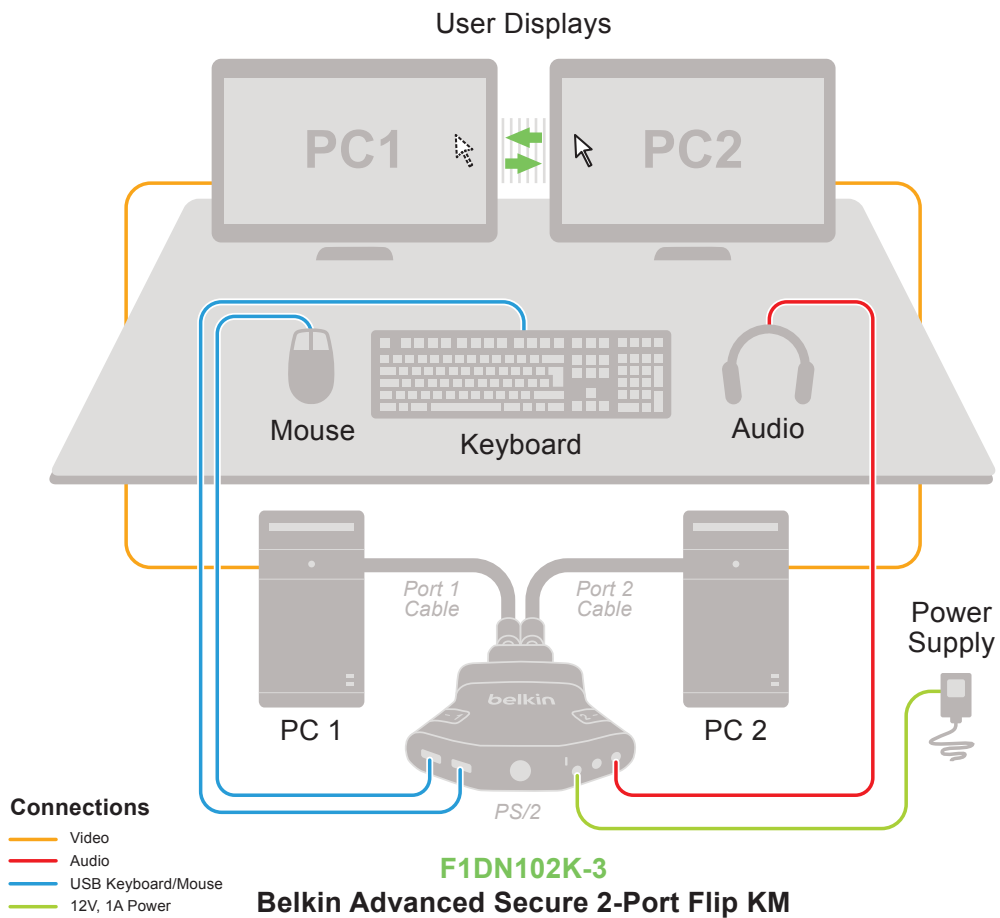 User Displays
PC1
PC2
Mouse
Keyboard
Audio
Port 1
Cable
Port 2
Cable
Power
Supply
belkin
- 1
2 -
PC 1
PC 2
PS/2
Connections
Video
Audio
USB Keyboard/Mouse
12V, 1A Power
F1DN102K-3
Belkin Advanced Secure 2-Port Flip KM